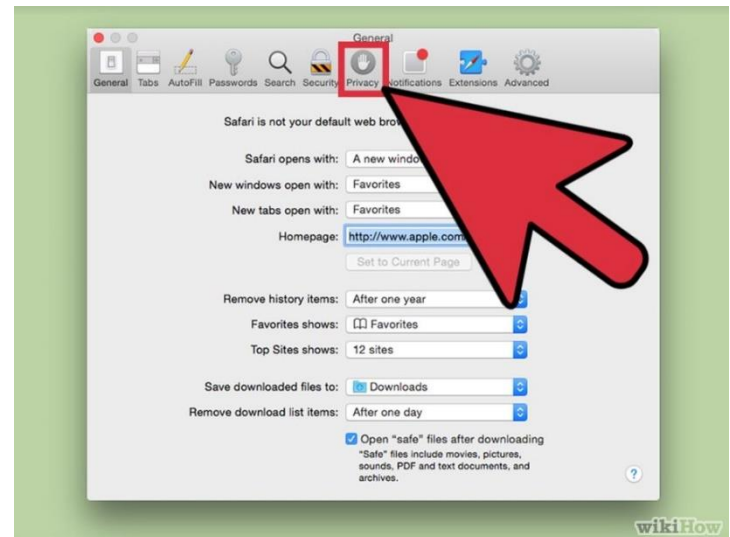 General
General Tabs AutoFill Passwords Search Security Privacy Notifications Extensions Advanced
Safari is not your default web
Safari opens with: A new window
New windows open with: Favorites
New tabs open with: Favorites
Homepage: http://www.apple.com
Set to Current Page
Remove history items: After one year
Favorites shows: Favorites
Top Sites shows: 12 sites
Save downloaded files to: Downloads
Remove download list items: After one day
Open “safe” files after downloading
“Safe” files include movies, pictures,
sounds, PDF and text documents, and
archives.
?
wikiHow